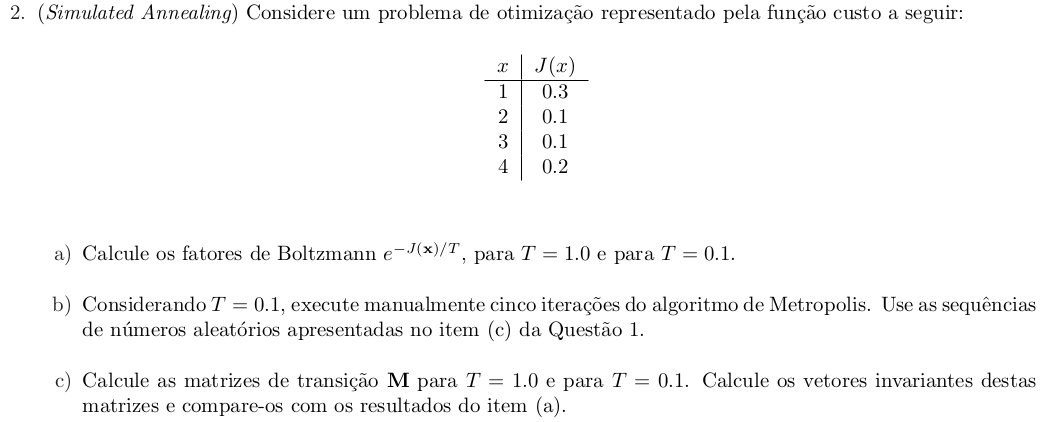 2. (Simulated Annealing) Considere um problema de otimização representado pela função custo a seguir:
x J(x)
1 0.3
2 0.1
3 0.1
4 0.2
a) Calcule os fatores de Boltzmann e^{−J(x)/T}, para T = 1.0 e para T = 0.1.
b) Considerando T = 0.1, execute manualmente cinco iterações do algoritmo de Metropolis. Use as sequências
de números aleatórios apresentadas no item (c) da Questão 1.
c) Calcule as matrizes de transição M para T = 1.0 e para T = 0.1. Calcule os vetores invariantes destas
matrizes e compare-os com os resultados do item (a).